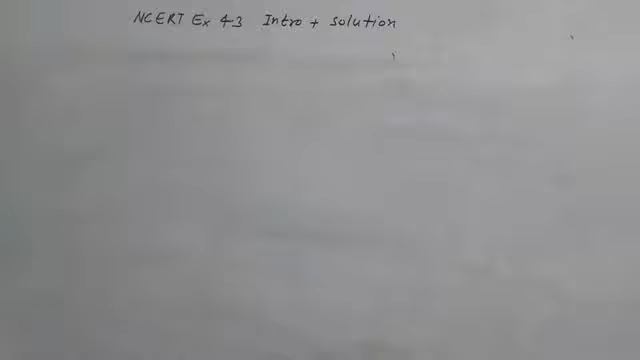 NCERT Ex 4.3 Intro + solution